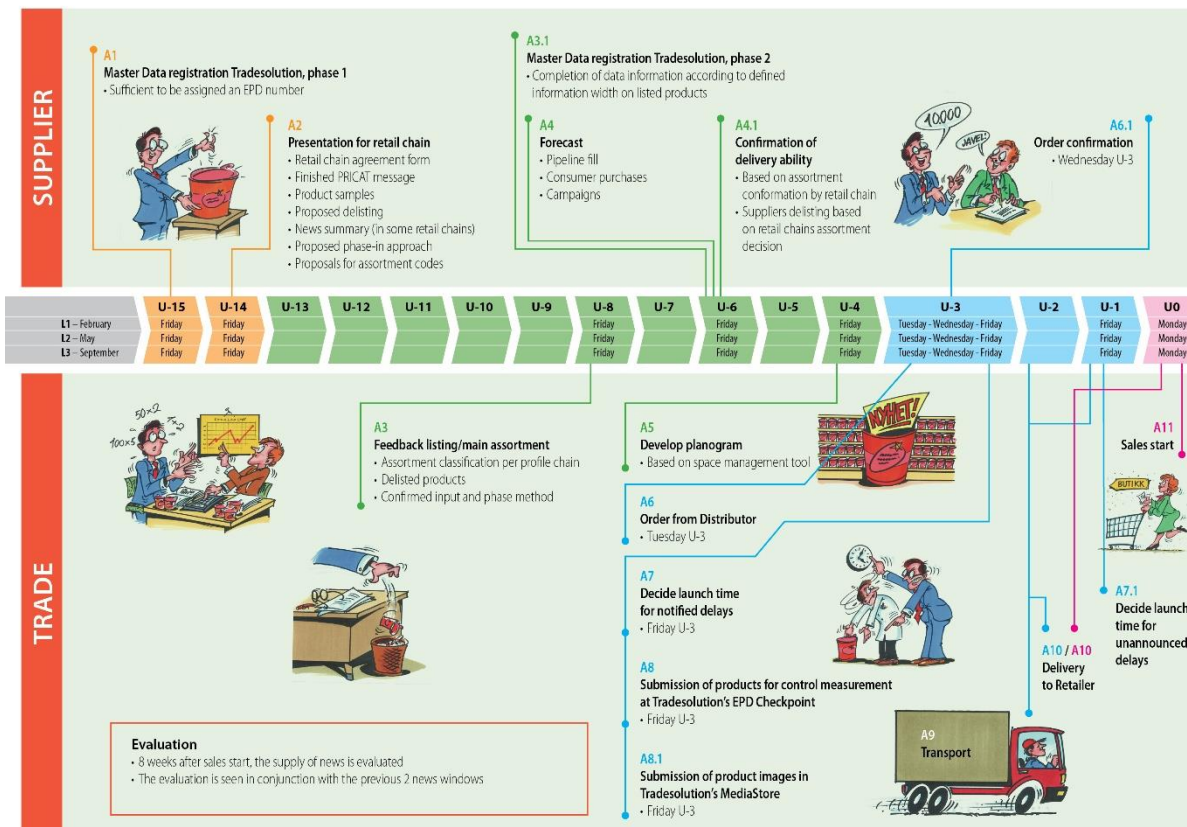 SUPPLIER
A1
Master Data registration Tradesolution, phase 1
• Sufficient to be assigned an EPD number
A2
Presentation for retail chain
• Retail chain agreement form
• Finished PRICAT message
• Product samples
• Proposed delisting
• News summary (in some retail chains)
• Proposed phase-in approach
• Proposals for assortment codes
A3.1
Master Data registration Tradesolution, phase 2
• Completion of data information according to defined
information width on listed products
A4
Forecast
• Pipeline fill
• Consumer purchases
• Campaigns
A4.1
Confirmation of
delivery ability
• Based on assortment
conformation by retail chain
• Suppliers delisting based
on retail chains assortment
decision
10.000
JAVEL!
A6.1
Order confirmation
• Wednesday U-3
U-15 U-14 U-13 U-12 U-11 U-10 U-9 U-8 U-7 U-6 U-5 U-4 U-3 U-2 U-1 U0
L1 – February Friday Friday Friday Friday Friday Tuesday - Wednesday - Friday Friday Monday
L2 – May Friday Friday Friday Friday Friday Tuesday - Wednesday - Friday Friday Monday
L3 – September Friday Friday Friday Friday Friday Tuesday - Wednesday - Friday Friday Monday
TRADE
50x2
7x2
100x5
A3
Feedback listing/main assortment
• Assortment classification per profile chain
• Delisted products
• Confirmed input and phase method
A5
Develop planogram
• Based on space management tool
NYHET!
A6
Order from Distributor
• Tuesday U-3
A7
Decide launch time
for notified delays
• Friday U-3
A8
Submission of products for control measurement
at Tradesolution's EPD Checkpoint
• Friday U-3
A8.1
Submission of product images in
Tradesolution's MediaStore
• Friday U-3
A11
Sales start
BUTIKK
A7.1
Decide launch
time for
unannounced
delays
A10 / A10
Delivery
to Retailer
A9
Transport
Evaluation
• 8 weeks after sales start, the supply of news is evaluated
• The evaluation is seen in conjunction with the previous 2 news windows